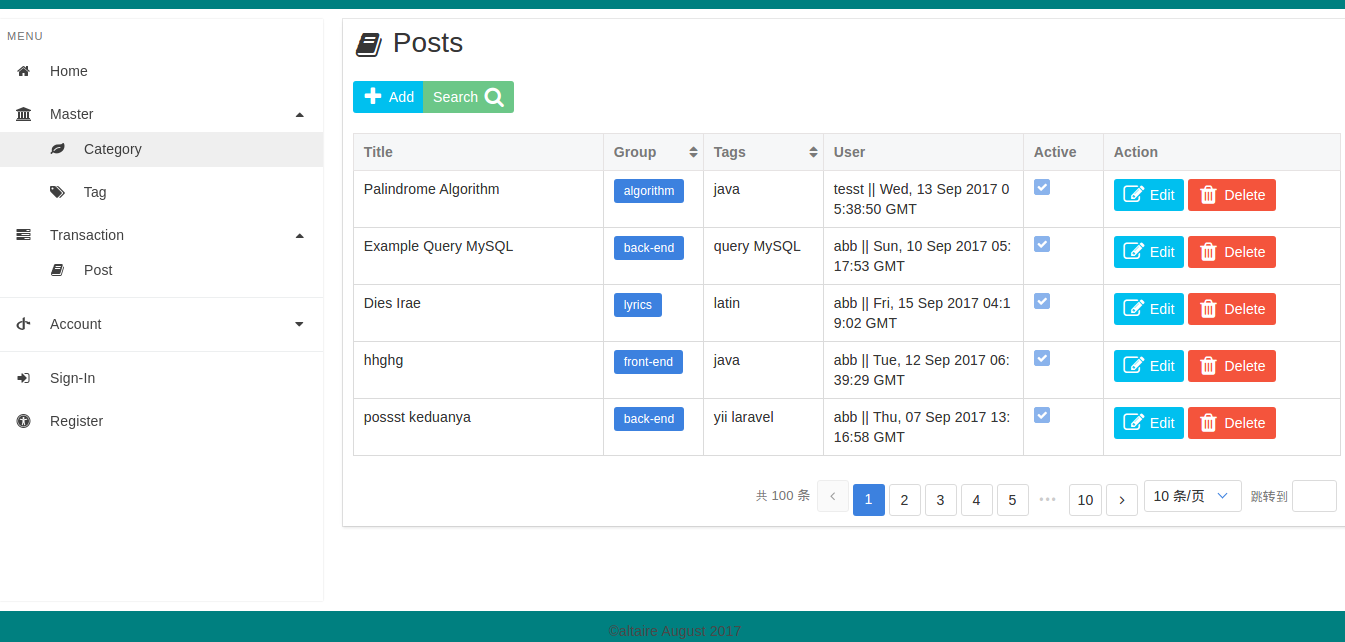 MENU
Home
Master
Category
Tag
Transaction
Post
Account
Sign-In
Register
Posts
Add Search
Title Group Tags User Active Action
Palindrome Algorithm algorithm java tesst || Wed, 13 Sep 2017 0 Edit Delete
5:38:50 GMT
Example Query MySQL back-end query MySQL abb || Sun, 10 Sep 2017 05: Edit Delete
17:53 GMT
Dies Irae lyrics latin abb || Fri, 15 Sep 2017 04:1 Edit Delete
9:02 GMT
hhghg front-end java abb || Tue, 12 Sep 2017 06: Edit Delete
39:29 GMT
possst keduanya back-end yii laravel abb || Thu, 07 Sep 2017 13: Edit Delete
16:58 GMT
共 100 条 1 2 3 4 5 ••• 10 10 条/页 跳转到
©altaire August 2017